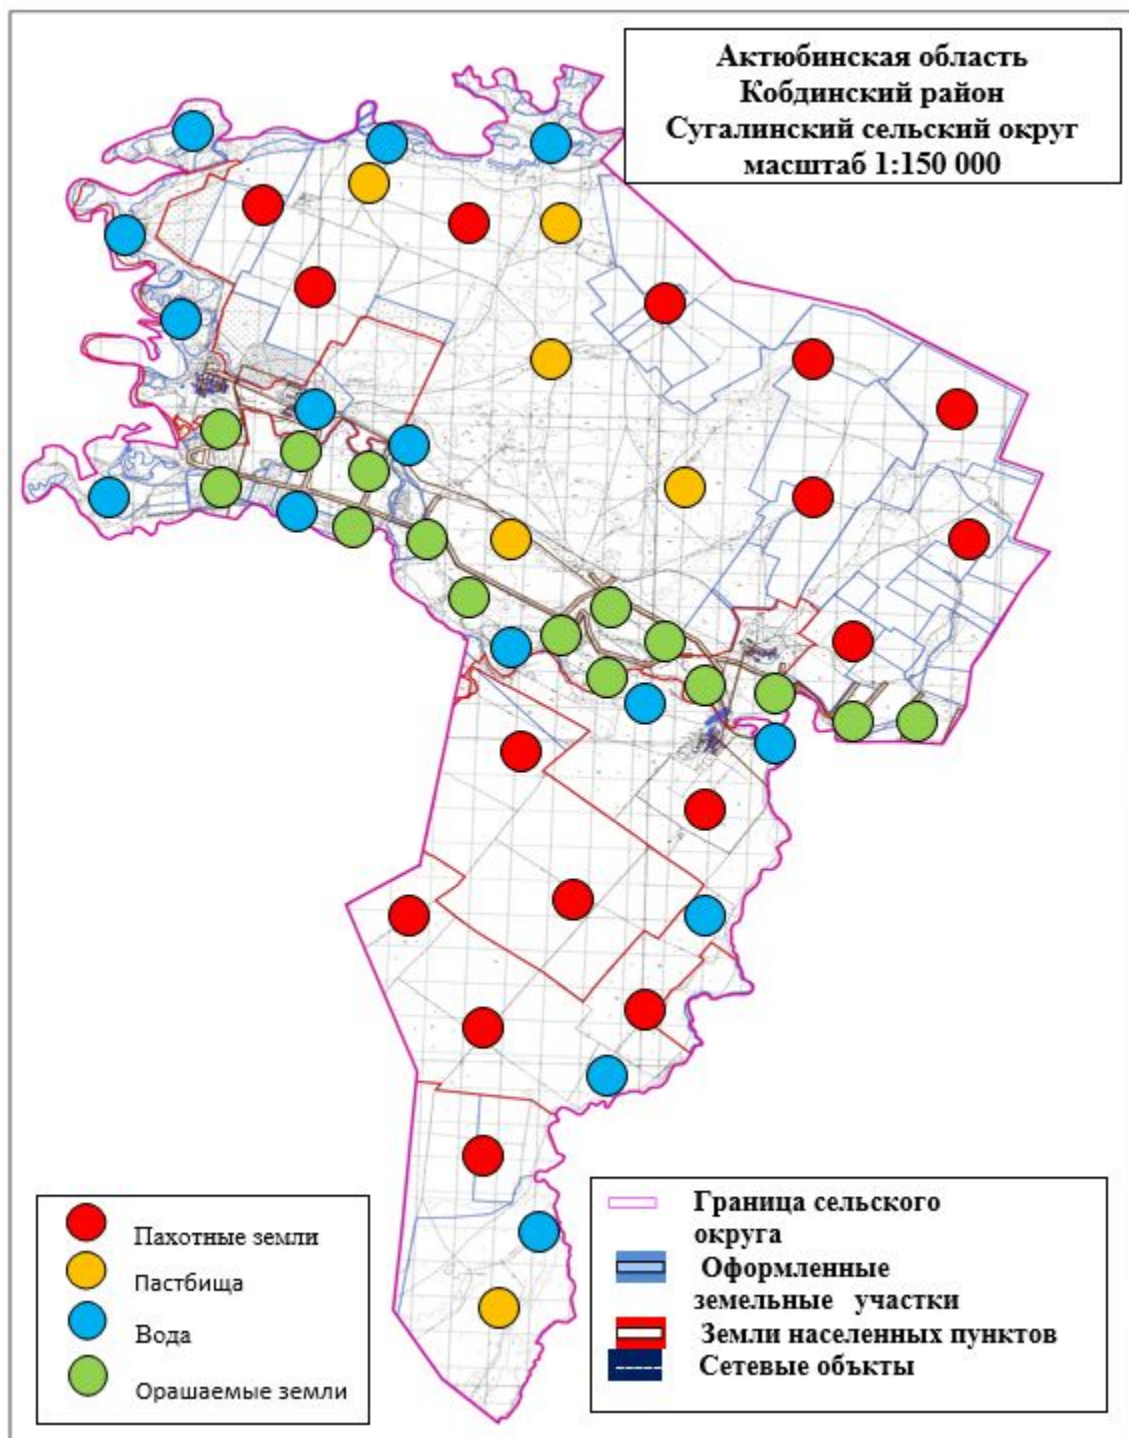 Актюбинская область
Кобдинский район
Сугалинский сельский округ
масштаб 1:150 000
Пахотные земли
Пастбища
Вода
Орашаемые земли
Граница сельского
округа
Оформленные
земельные участки
Земли населенных пунктов
Сетевые объкты